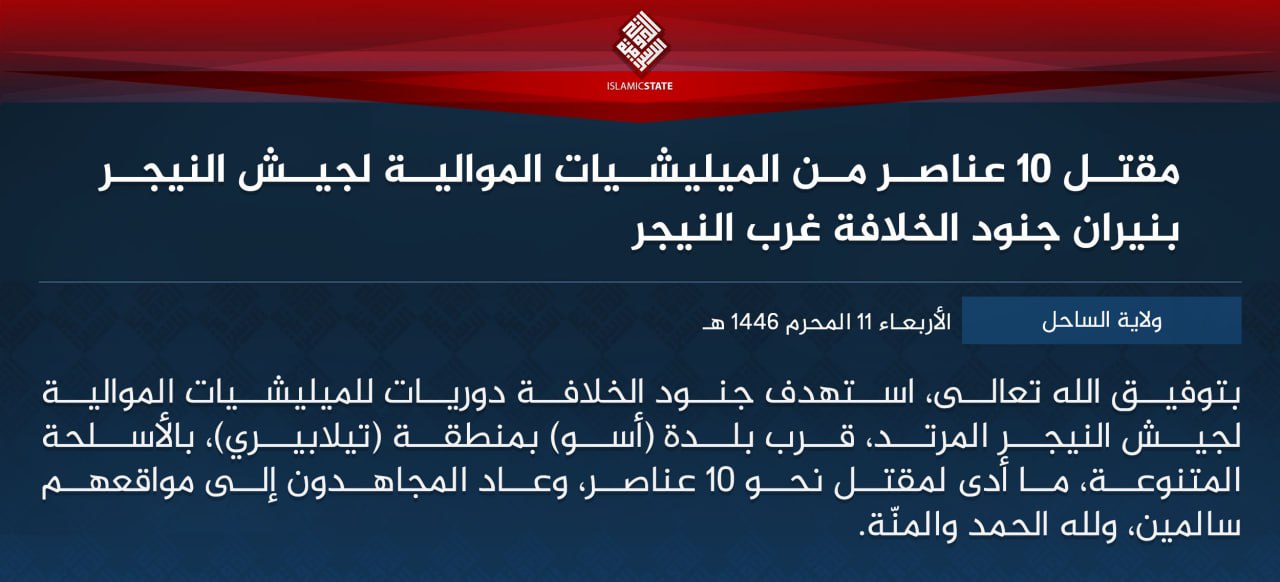 الدولة الإسلامية
ISLAMICSTATE
مقتل 10 عناصر من الميليشيات الموالية لجيش النيجر
بنيران جنود الخلافة غرب النيجر
ولاية الساحل
الأربعاء 11 المحرم 1446 هـ
بتوفيق الله تعالى، استهدف جنود الخلافة دوريات للميليشيات الموالية
لجيش النيجر المرتد، قرب بلدة (أسو) بمنطقة (تيلابيري)، بالأسلحة
المتنوعة، ما أدى لمقتل نحو 10 عناصر، وعاد المجاهدون إلى مواقعهم
سالمين، ولله الحمد والمنّة.